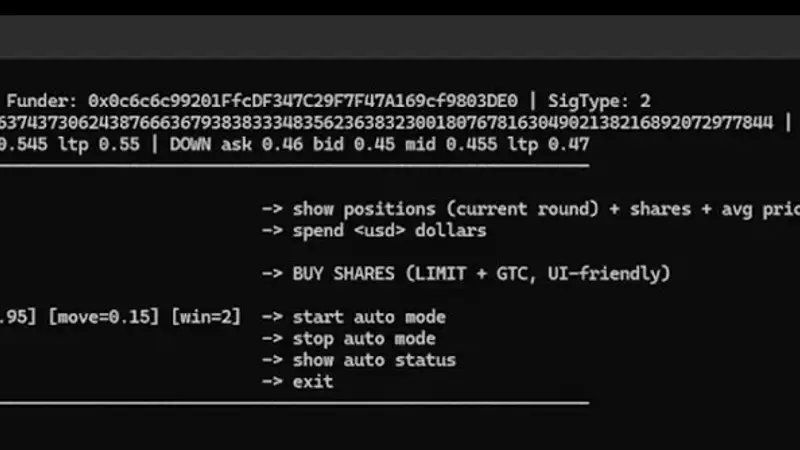 Funder: 0x0c6c6c99201FfcDF347C29F7F47A169cf9803DE0 | SigType: 2
637437306243876663679383833348356236383230018076781630490213821689207297​7844 |
0.545 ltp 0.55 | DOWN ask 0.46 bid 0.45 mid 0.455 ltp 0.47
-> show positions (current round) + shares + avg pric
-> spend <usd> dollars
-> BUY SHARES (LIMIT + GTC, UI-friendly)
.95] [move=0.15] [win=2] -> start auto mode
-> stop auto mode
-> show auto status
-> exit